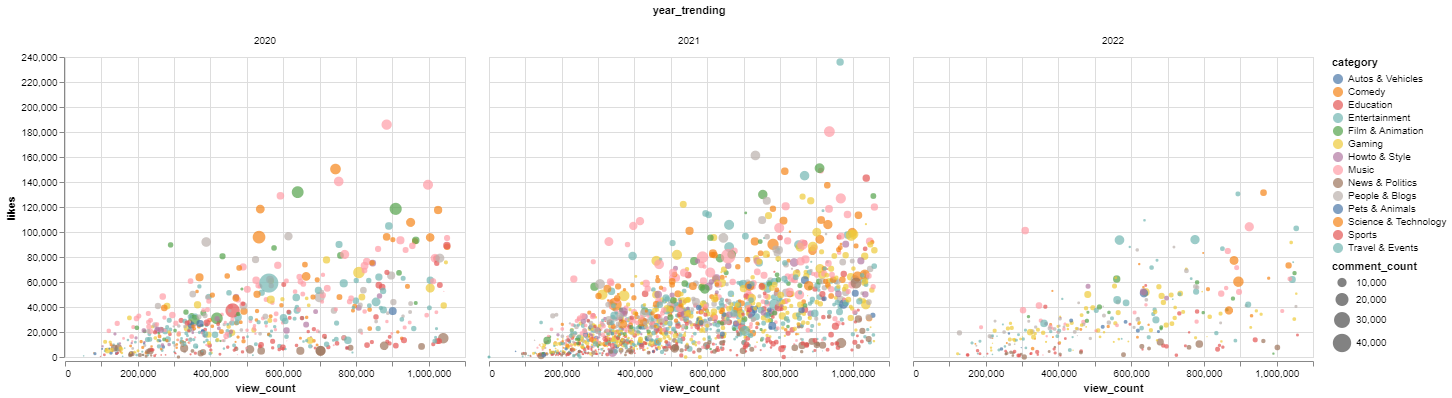 year_trending
2020 2021 2022
240,000
220,000
200,000
180,000
160,000
140,000
120,000
100,000
80,000
60,000
40,000
20,000
0
likes
0 200,000 400,000 600,000 800,000 1,000,000
view_count
0 200,000 400,000 600,000 800,000 1,000,000
view_count
0 200,000 400,000 600,000 800,000 1,000,000
view_count
category
Autos & Vehicles
Comedy
Education
Entertainment
Film & Animation
Gaming
Howto & Style
Music
News & Politics
People & Blogs
Pets & Animals
Science & Technology
Sports
Travel & Events
comment_count
10,000
20,000
30,000
40,000